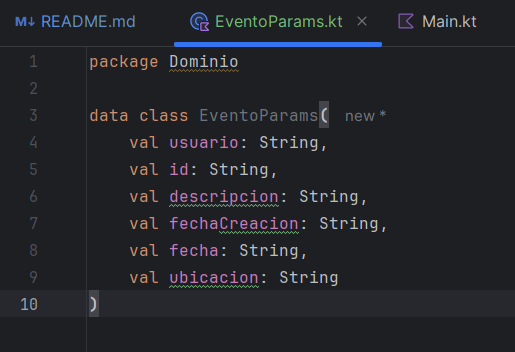 README.md EventoParams.kt Main.kt
1 package Dominio
2
3 data class EventoParams( new *
4 val usuario: String,
5 val id: String,
6 val descripcion: String,
7 val fechaCreacion: String,
8 val fecha: String,
9 val ubicacion: String
10 )